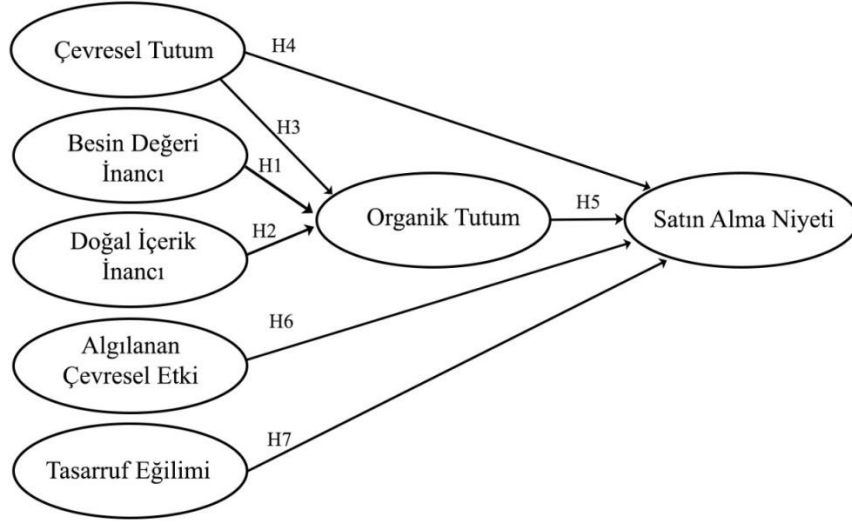 Çevresel Tutum
H4
H3
Besin Değeri
İnancı
H1
Organik Tutum
H5
Satın Alma Niyeti
H2
Doğal İçerik
İnancı
H6
Algılanan
Çevresel Etki
H7
Tasarruf Eğilimi